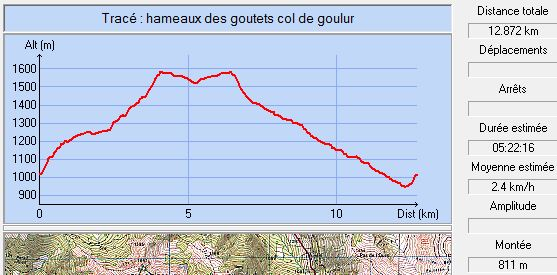 Tracé : hameaux des goutets col de goulur
Alt (m)
1600
1500
1400
1300
1200
1100
1000
900
0
5
10
Dist (km)
Distance totale
12.872 km
Déplacements
Arrêts
Durée estimée
05:22:16
Moyenne estimée
2.4 km/h
Amplitude
Montée
811 m